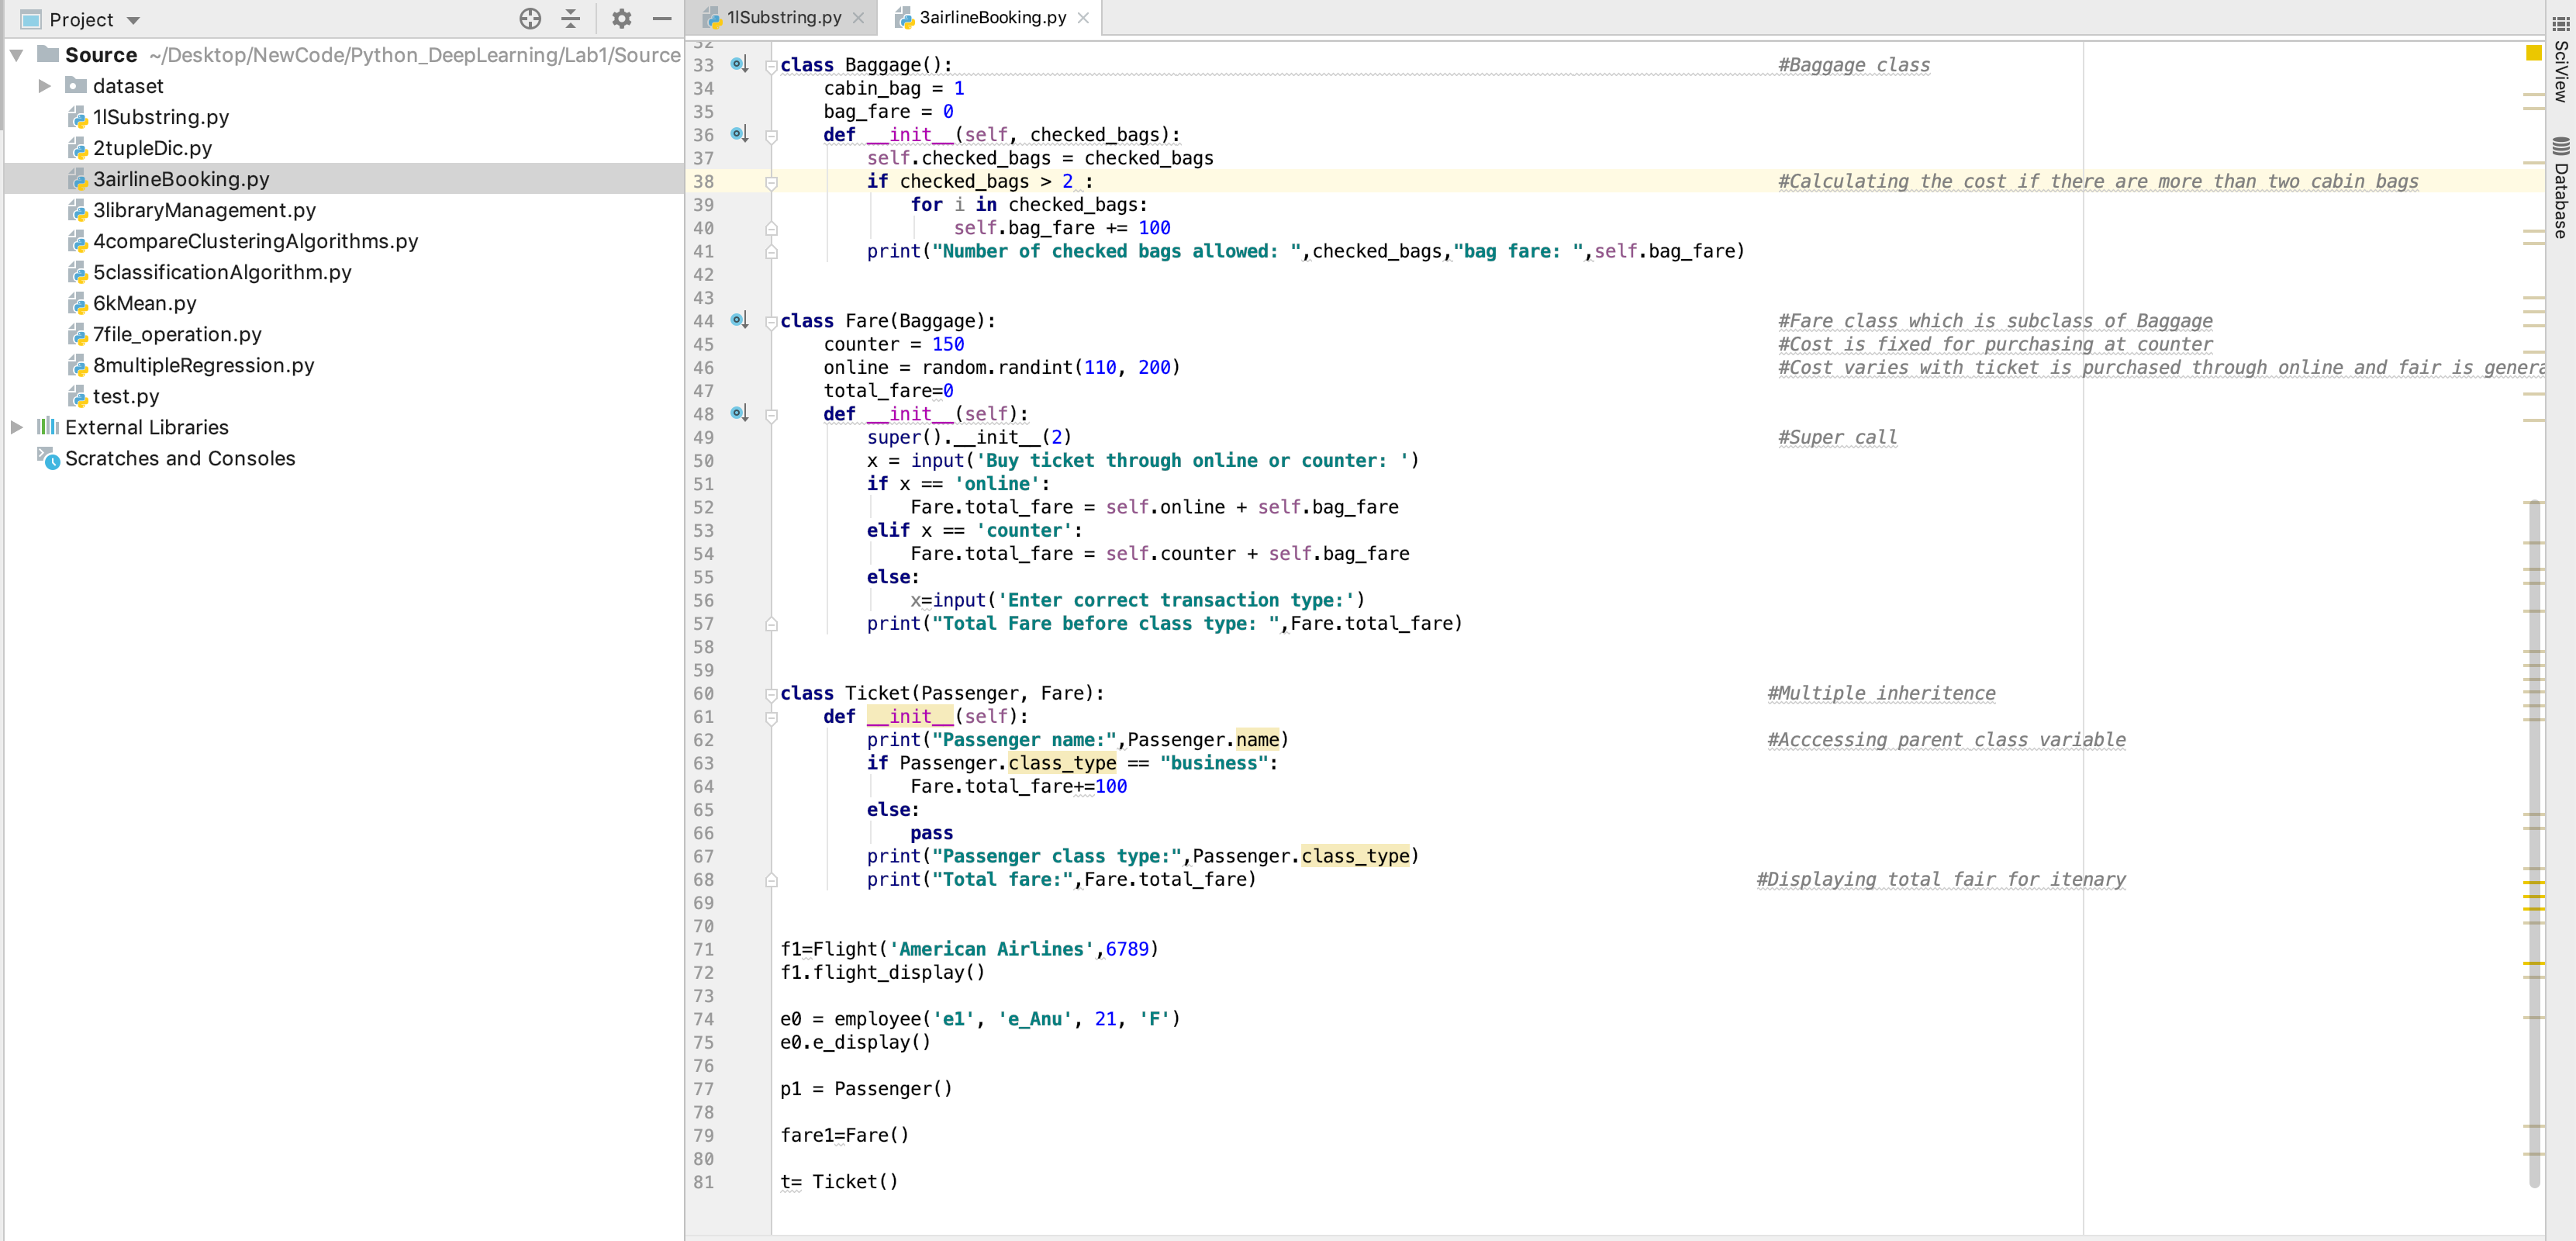 Project
Source ~/Desktop/NewCode/Python_DeepLearning/Lab1/Source
dataset
1lSubstring.py
2tupleDic.py
3airlineBooking.py
3libraryManagement.py
4compareClusteringAlgorithms.py
5classificationAlgorithm.py
6kMean.py
7file_operation.py
8multipleRegression.py
test.py
External Libraries
Scratches and Consoles
1lSubstring.py
3airlineBooking.py
32
33 class Baggage(): #Baggage class
34 cabin_bag = 1
35 bag_fare = 0
36 def __init__(self, checked_bags):
37 self.checked_bags = checked_bags
38 if checked_bags > 2 : #Calculating the cost if there are more than two cabin bags
39 for i in checked_bags:
40 self.bag_fare += 100
41 print("Number of checked bags allowed: ",checked_bags,"bag fare: ",self.bag_fare)
42
43
44 class Fare(Baggage): #Fare class which is subclass of Baggage
45 counter = 150 #Cost is fixed for purchasing at counter
46 online = random.randint(110, 200) #Cost varies with ticket is purchased through online and fair is genera
47 total_fare=0
48 def __init__(self):
49 super().__init__(2) #Super call
50 x = input('Buy ticket through online or counter: ')
51 if x == 'online':
52 Fare.total_fare = self.online + self.bag_fare
53 elif x == 'counter':
54 Fare.total_fare = self.counter + self.bag_fare
55 else:
56 x=input('Enter correct transaction type:')
57 print("Total Fare before class type: ",Fare.total_fare)
58
59
60 class Ticket(Passenger, Fare): #Multiple inheritence
61 def __init__(self):
62 print("Passenger name:",Passenger.name) #Acccessing parent class variable
63 if Passenger.class_type == "business":
64 Fare.total_fare+=100
65 else:
66 pass
67 print("Passenger class type:",Passenger.class_type)
68 print("Total fare:",Fare.total_fare) #Displaying total fair for itenary
69
70
71 f1=Flight('American Airlines',6789)
72 f1.flight_display()
73
74 e0 = employee('e1', 'e_Anu', 21, 'F')
75 e0.e_display()
76
77 p1 = Passenger()
78
79 fare1=Fare()
80
81 t= Ticket()
SciView
Database